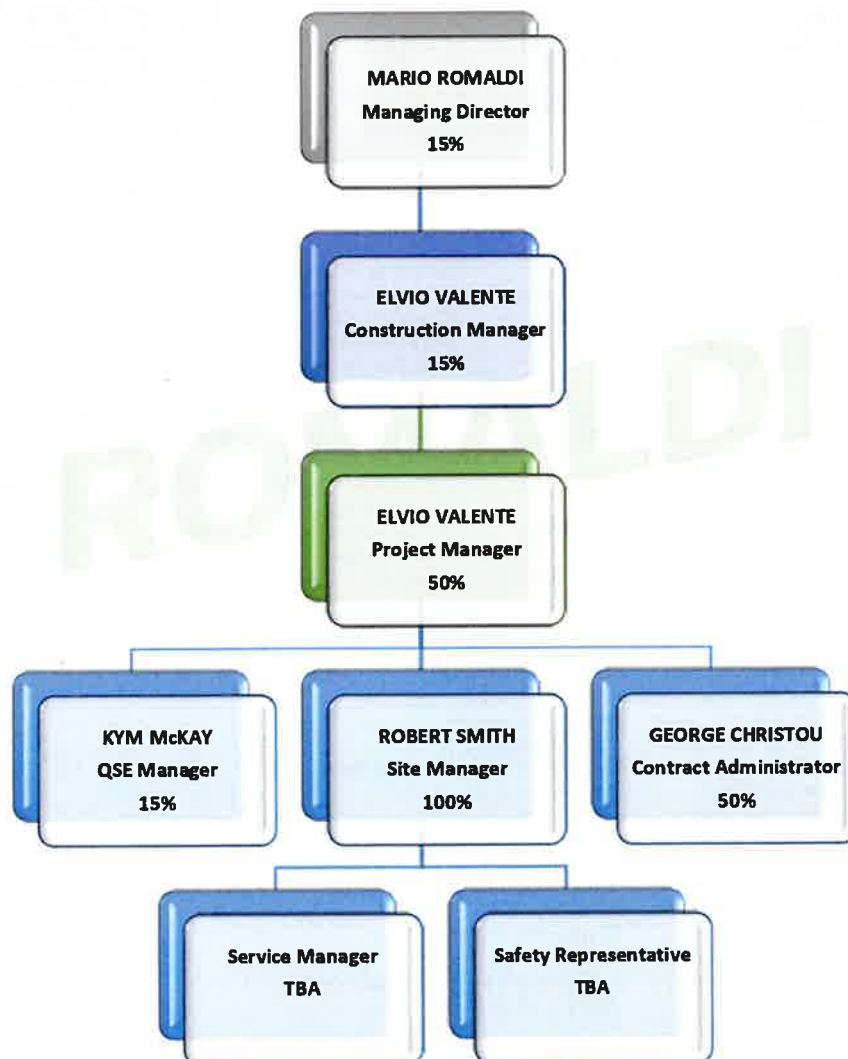 MARIO ROMALDI
Managing Director
15%
ELVIO VALENTE
Construction Manager
15%
ROMALDI
ELVIO VALENTE
Project Manager
50%
KYM McKAY
QSE Manager
15%
ROBERT SMITH
Site Manager
100%
GEORGE CHRISTOU
Contract Administrator
50%
Service Manager
TBA
Safety Representative
TBA